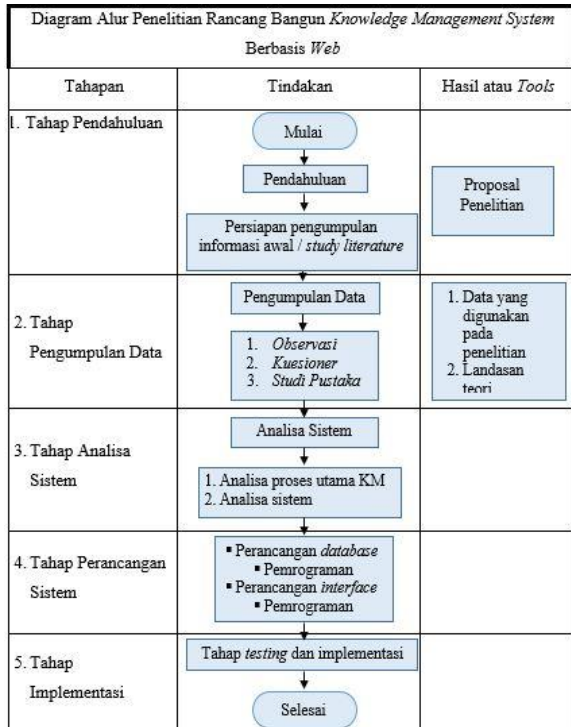 Diagram Alur Penelitian Rancang Bangun Knowledge Management System
Berbasis Web
Tahapan
Tindakan
Hasil atau Tools
1. Tahap Pendahuluan
Mulai
Pendahuluan
Persiapan pengumpulan
informasi awal / study literature
Proposal
Penelitian
2. Tahap
Pengumpulan Data
Pengumpulan Data
1. Observasi
2. Kuesioner
3. Studi Pustaka
1. Data yang
digunakan
pada
penelitian
2. Landasan
teori
3. Tahap Analisa
Sistem
Analisa Sistem
1. Analisa proses utama KM
2. Analisa sistem
4. Tahap Perancangan
Sistem
▪ Perancangan database
▪ Pemrograman
▪ Perancangan interface
▪ Pemrograman
5. Tahap
Implementasi
Tahap testing dan implementasi
Selesai